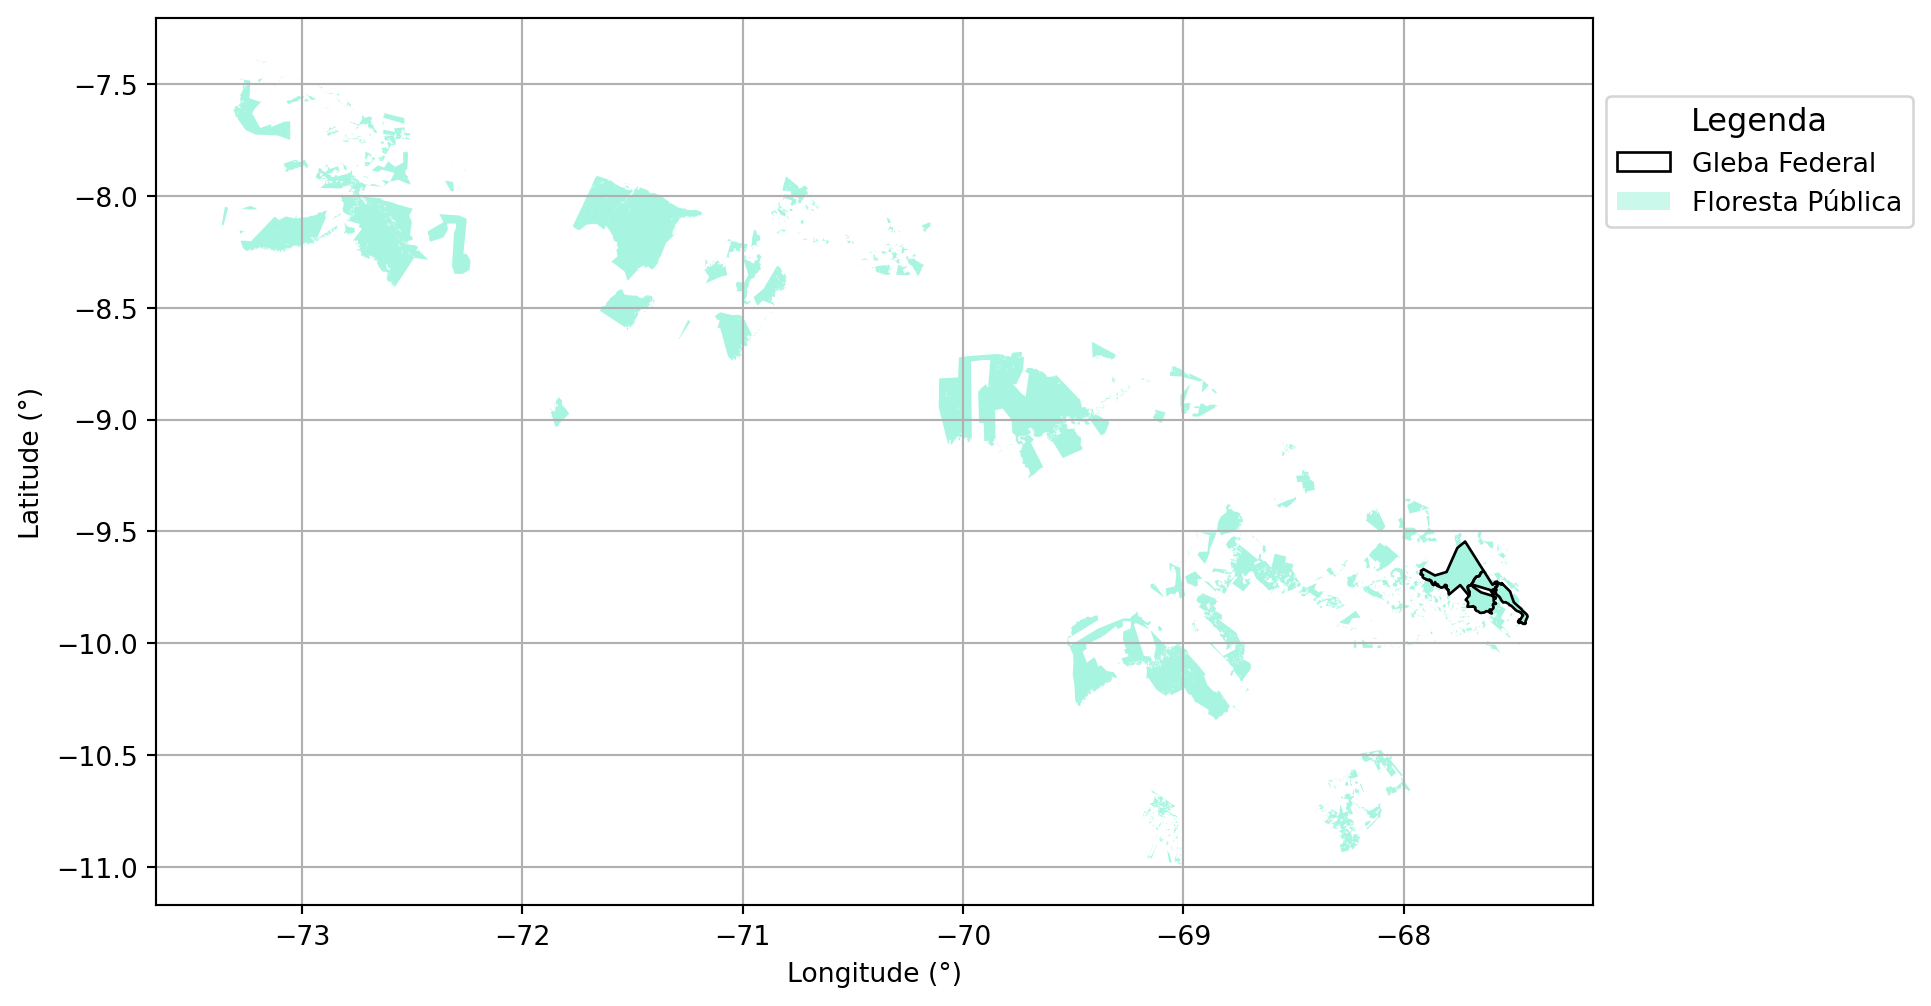 −7.5
−8.0
−8.5
−9.0
−9.5
−10.0
−10.5
−11.0
Latitude (°)
−73
−72
−71
−70
−69
−68
Longitude (°)
Legenda
Gleba Federal
Floresta Pública